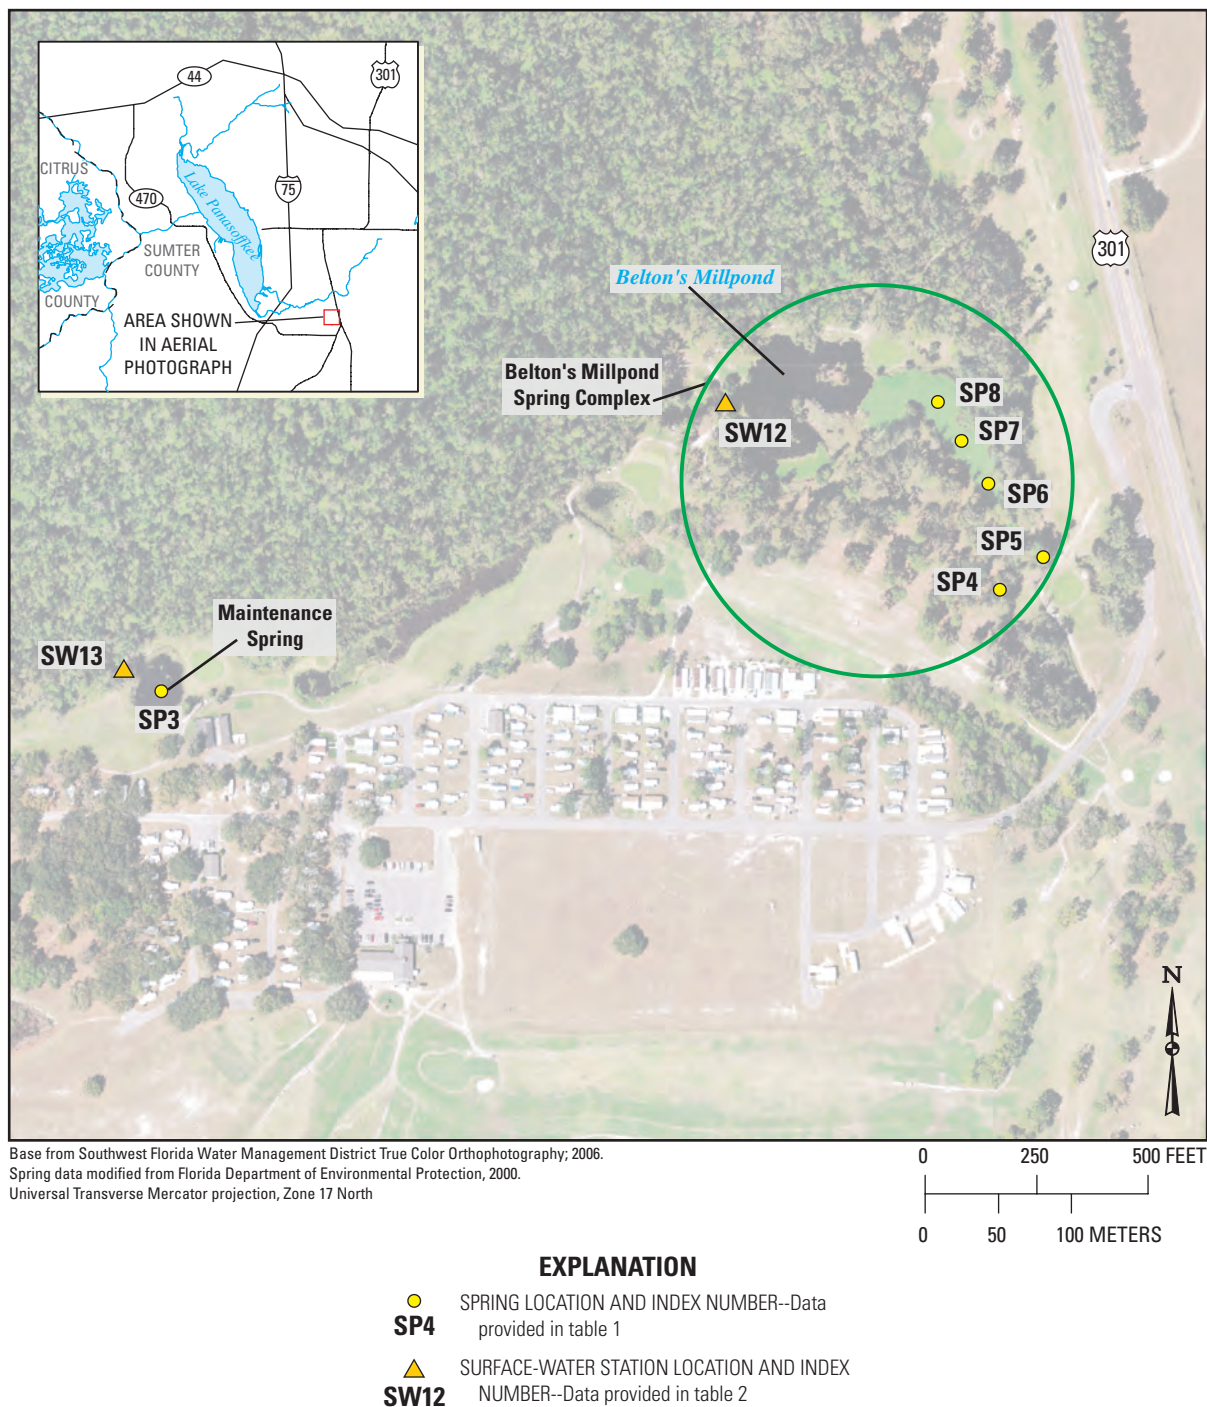 44
301
CITRUS
470
75
Lake Panasoffkee
SUMTER
COUNTY
COUNTY
AREA SHOWN
IN AERIAL
PHOTOGRAPH
301
Belton's Millpond
Belton's Millpond
Spring Complex
SP8
SW12
SP7
SP6
SP5
SP4
Maintenance
Spring
SW13
SP3
N
Base from Southwest Florida Water Management District True Color Orthophotography; 2006.
Spring data modified from Florida Department of Environmental Protection, 2000.
Universal Transverse Mercator projection, Zone 17 North
0 250 500 FEET
0 50 100 METERS
EXPLANATION
SPRING LOCATION AND INDEX NUMBER--Data
SP4 provided in table 1
SURFACE-WATER STATION LOCATION AND INDEX
SW12 NUMBER--Data provided in table 2